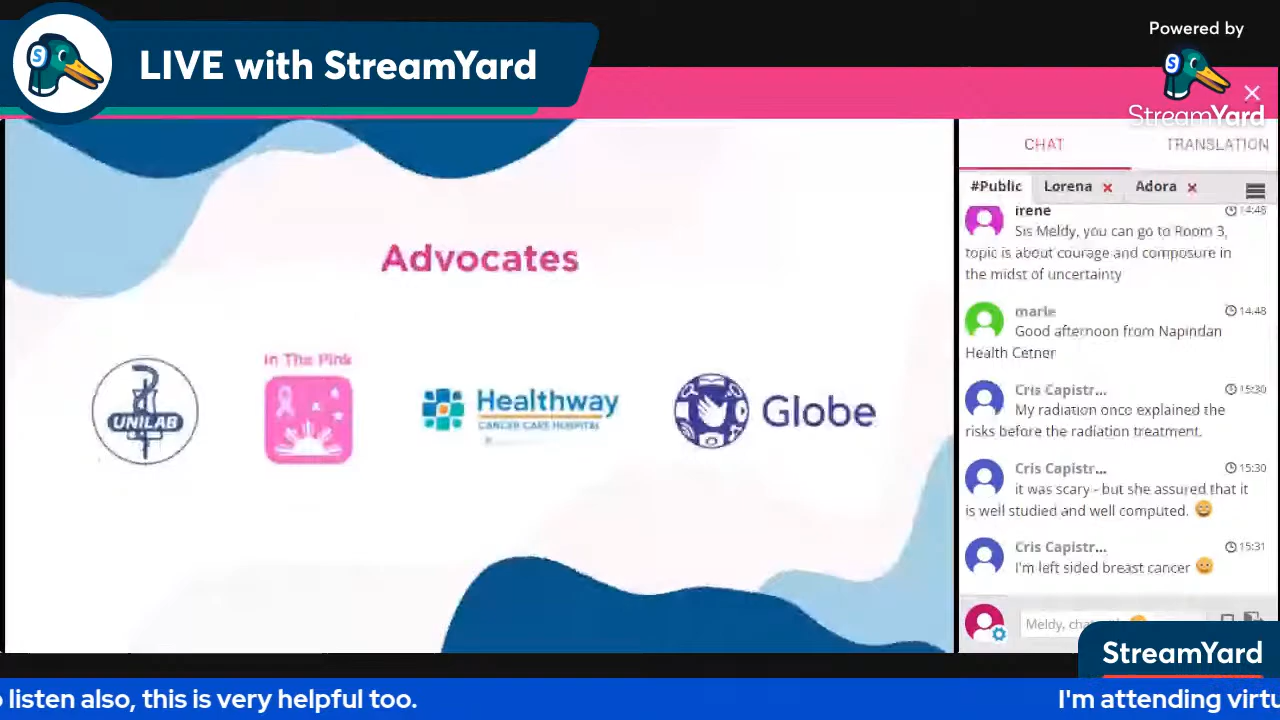 LIVE with StreamYard
Powered by
StreamYard
Advocates
UNILAB
In The Pink
Healthway
CANCER CARE HOSPITAL
Globe
CHAT
TRANSLATION
#Public
Lorena
Adora
irene
14:48
Sis Meldy, you can go to Room 3,
topic is about courage and composure in
the midst of uncertainty
marie
14:48
Good afternoon from Napindan
Health Cetner
Cris Capistr...
15:30
My radiation once explained the
risks before the radiation treatment.
Cris Capistr...
15:30
it was scary - but she assured that it
is well studied and well computed. 😄
Cris Capistr...
15:31
I'm left sided breast cancer 🙂
Meldy,
StreamYard
listen also, this is very helpful too.
I'm attending